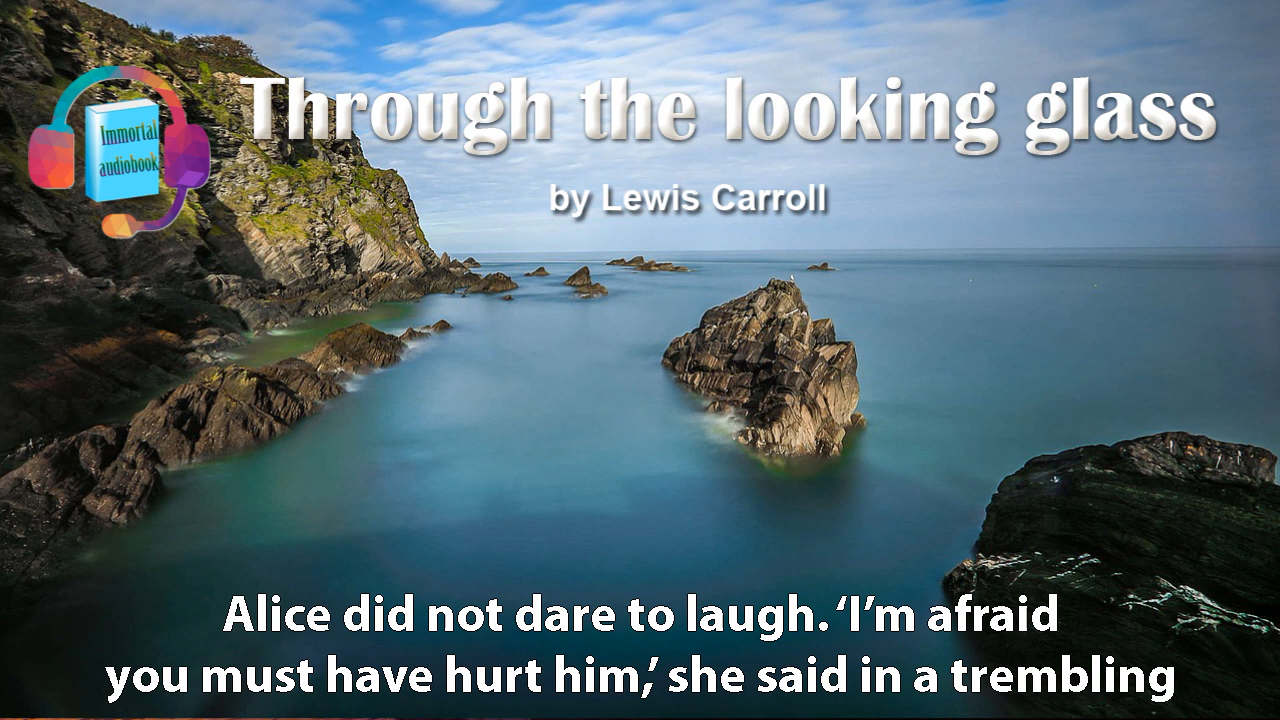 Through the looking glass
Immortal
audiobook
by Lewis Carroll
Alice did not dare to laugh. ‘I’m afraid
you must have hurt him,’ she said in a trembling